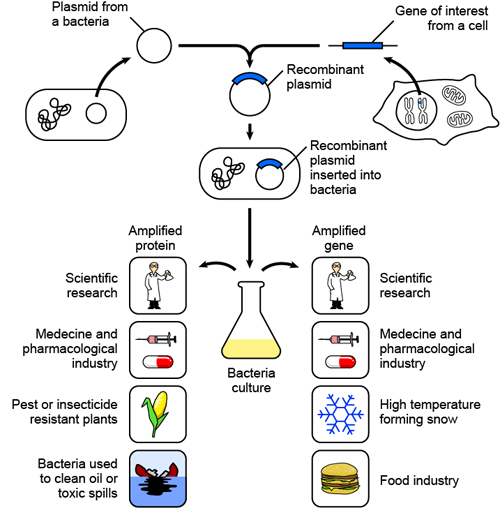 Plasmid from
a bacteria
Gene of interest
from a cell
Recombinant
plasmid
Recombinant
plasmid
inserted into
bacteria
Amplified
protein
Amplified
gene
Scientific
research
Scientific
research
Medecine and
pharmacological
industry
Medecine and
pharmacological
industry
Bacteria
culture
Pest or insecticide
resistant plants
High temperature
forming snow
Bacteria used
to clean oil or
toxic spills
Food industry